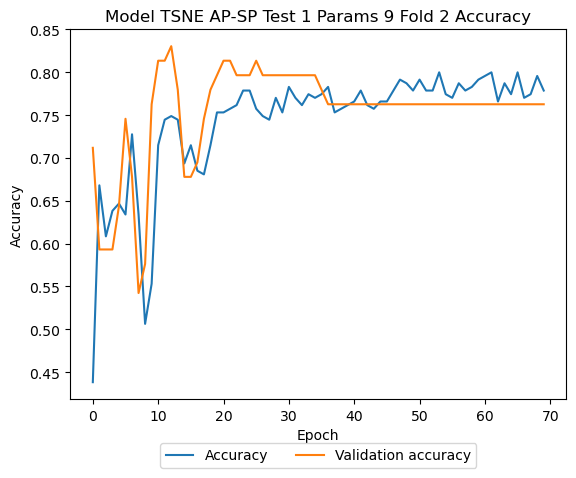 Model TSNE AP-SP Test 1 Params 9 Fold 2 Accuracy
0.85
0.80
0.75
0.70
0.65
0.60
0.55
0.50
0.45
Accuracy
0 10 20 30 40 50 60 70
Epoch
Accuracy Validation accuracy